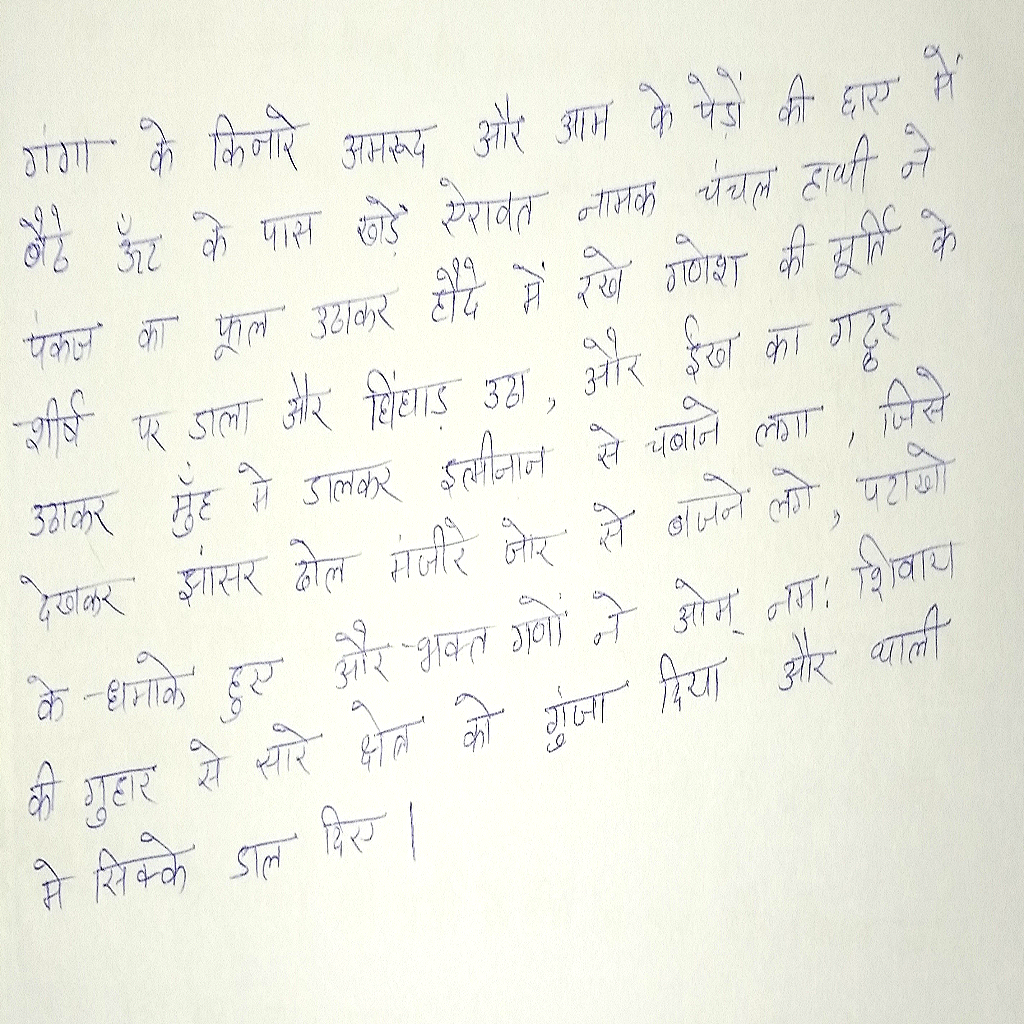 गंगा के किनारे अमरूद और आम के पेड़ों की छाए में
बैठे ऊँट के पास खड़े ऐरावत नामक चंचल हाथी ने
पंकज का फूल उठाकर हौदे में रखे गणेश की मूर्ति के
शीर्ष पर डाला और चिंघाड़ उठा, और ईख का गट्ठर
उठाकर मुँह मे डालकर इत्मीनान से चबाने लगा, जिसे
देखकर झांसर ढोल मंजीरे जोर से बजने लगे, पटाखो
के धमाके हुए और भक्त गणों ने ओम् नमः शिवाय
की गुहार से सारे क्षेत्र को गुंजा दिया और थाली
मे सिक्के डाल दिए।